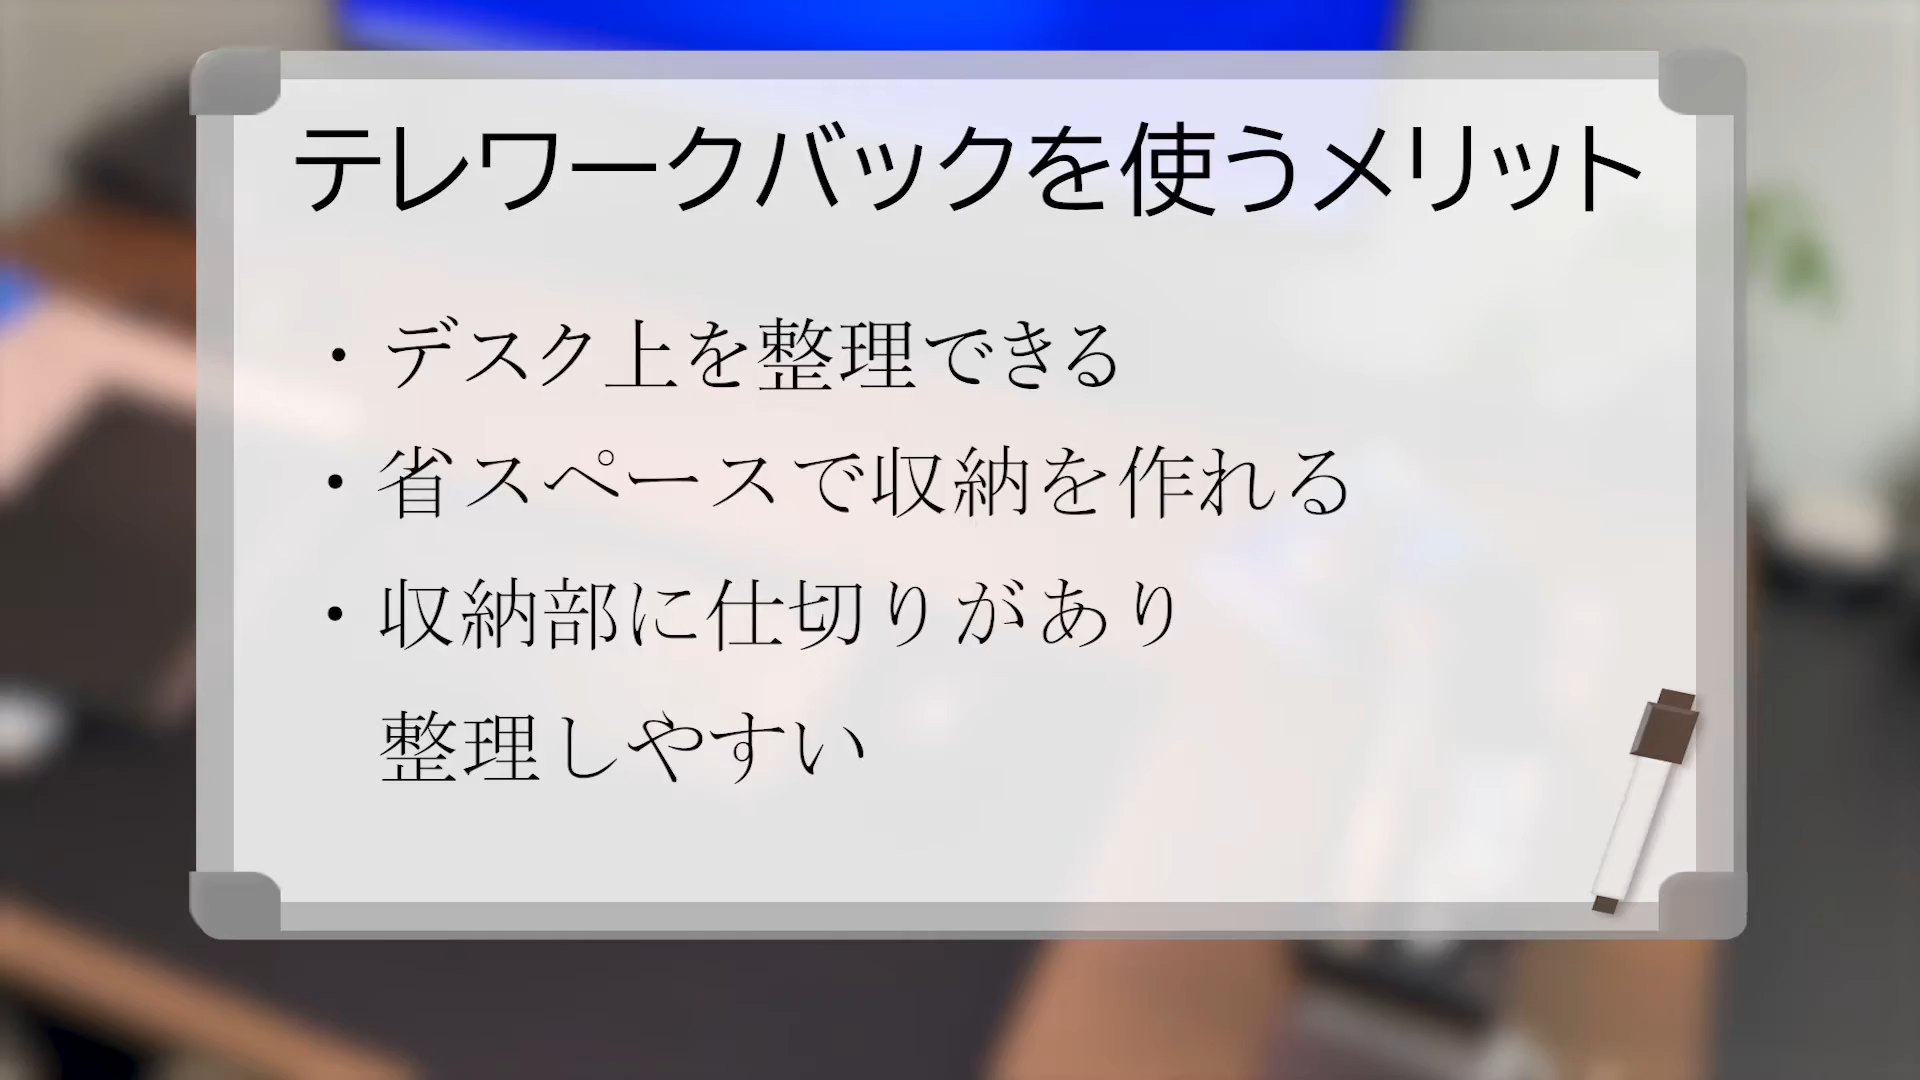 テレワークバックを使うメリット
・デスク上を整理できる
・省スペースで収納を作れる
・収納部に仕切りがあり
整理しやすい